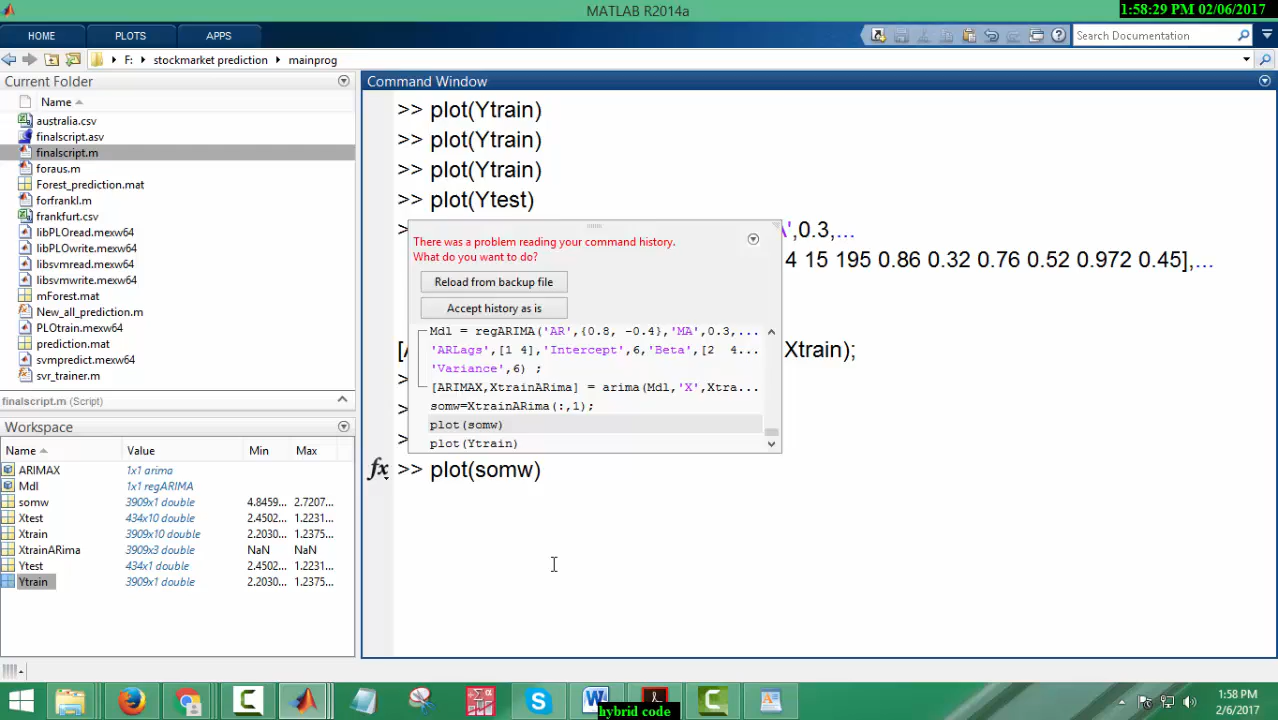 MATLAB R2014a
1:58:29 PM 02/06/2017
HOME PLOTS APPS
Search Documentation
F: stockmarket prediction mainprog
Current Folder
Name
australia.csv
finalscript.asv
finalscript.m
foraus.m
Forest_prediction.mat
forfrankl.m
frankfurt.csv
libPLOread.mexw64
libPLOwrite.mexw64
libsvmread.mexw64
libsvmwrite.mexw64
mForest.mat
New_all_prediction.m
PLOtrain.mexw64
prediction.mat
svmpredict.mexw64
svr_trainer.m
finalscript.m (Script)
Workspace
Name Value Min Max
ARIMAX 1x1 arima
Mdl 1x1 regARIMA
somw 3909x1 double 4.8459... 2.7207...
Xtest 434x10 double 2.4502... 1.2231...
Xtrain 3909x10 double 2.2030... 1.2375...
XtrainARima 3909x3 double NaN NaN
Ytest 434x1 double 2.4502... 1.2231...
Ytrain 3909x1 double 2.2030... 1.2375...
Command Window
>> plot(Ytrain)
>> plot(Ytrain)
>> plot(Ytrain)
>> plot(Ytest)
',0.3,...
4 15 195 0.86 0.32 0.76 0.52 0.972 0.45],...
Xtrain);
There was a problem reading your command history.
What do you want to do?
Reload from backup file
Accept history as is
Mdl = regARIMA('AR',{0.8, -0.4},'MA',0.3,...
'ARLags',[1 4],'Intercept',6,'Beta',[2 4...
'Variance',6) ;
[ARIMAX,XtrainARima] = arima(Mdl,'X',Xtra...
somw=XtrainARima(:,1);
plot(somw)
plot(Ytrain)
fx >> plot(somw)
hybrid code
1:58 PM
2/6/2017